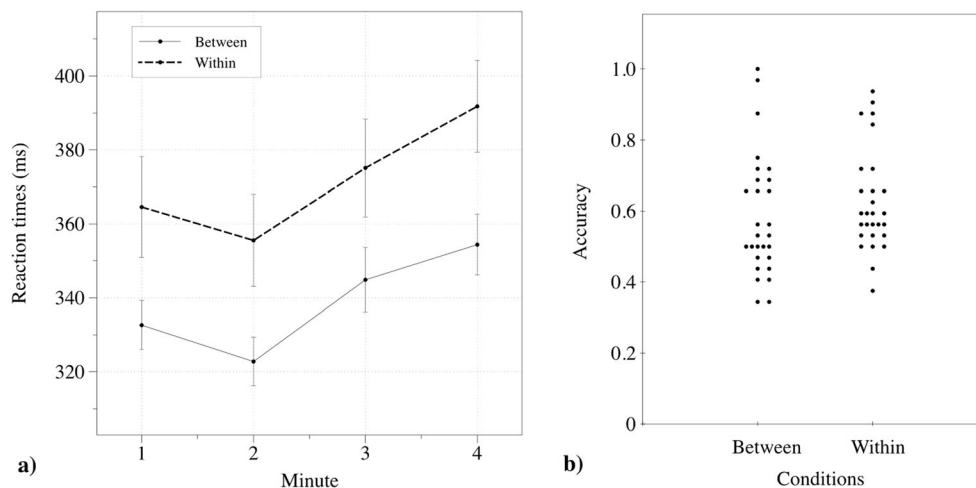 Between
Within
400
380
360
340
320
Reaction times (ms)
1 2 3 4
Minute
a)
1.0
0.8
0.6
0.4
0.2
0
Accuracy
Between Within
Conditions
b)